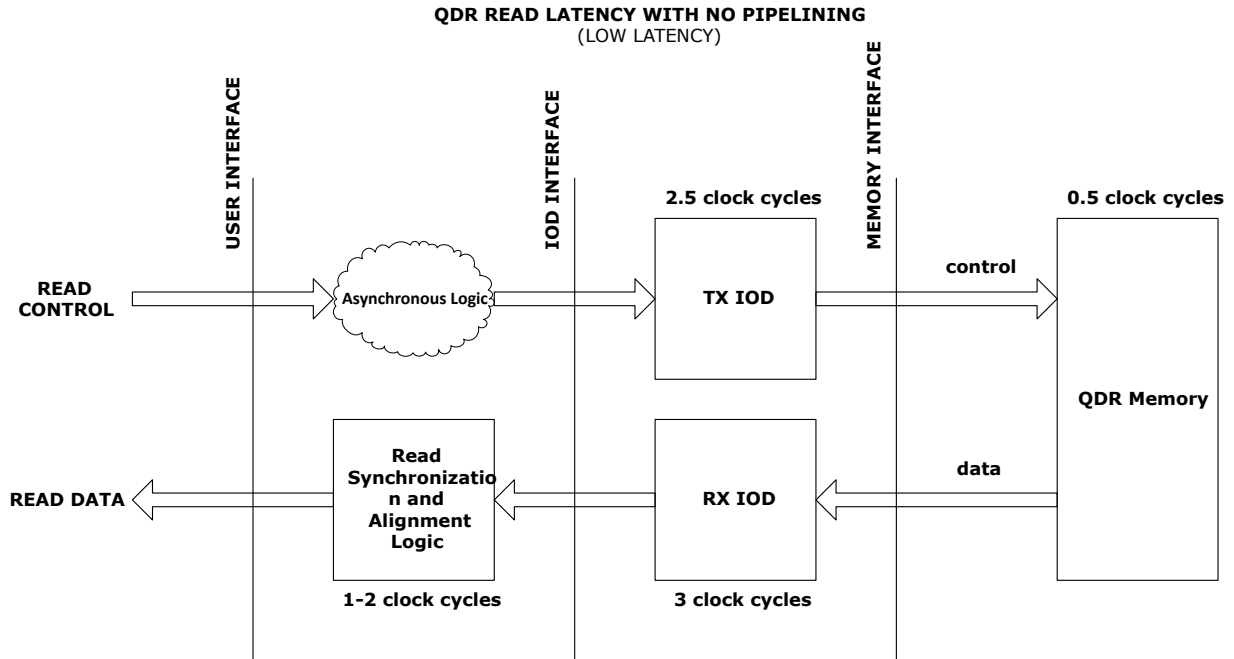 QDR READ LATENCY WITH NO PIPELINING
(LOW LATENCY)
USER INTERFACE
IOD INTERFACE
MEMORY INTERFACE
2.5 clock cycles
0.5 clock cycles
READ
CONTROL
Asynchronous Logic
TX IOD
control
QDR Memory
READ DATA
Read
Synchronizatio
n and
Alignment
Logic
RX IOD
data
1-2 clock cycles
3 clock cycles